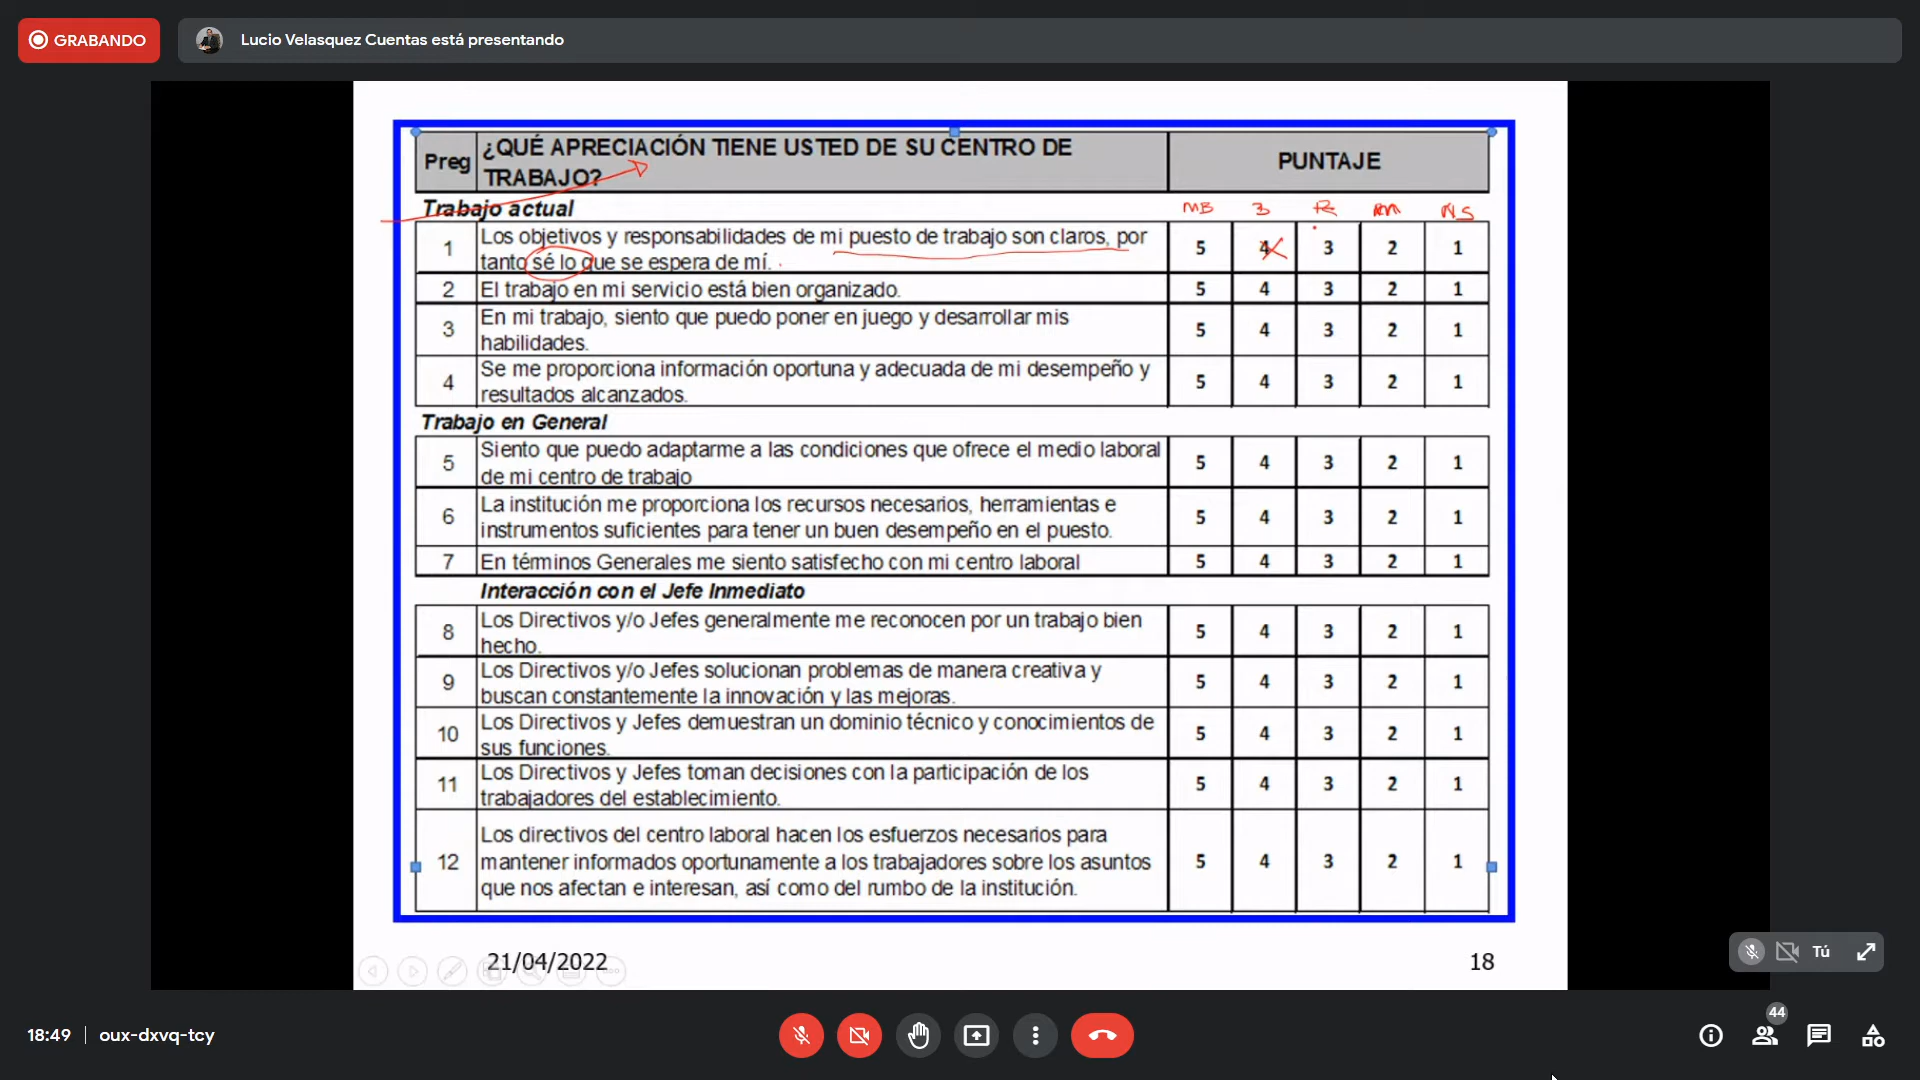 GRABANDO
Lucio Velasquez Cuentas está presentando
Preg
¿QUÉ APRECIACIÓN TIENE USTED DE SU CENTRO DE
TRABAJO?
PUNTAJE
Trabajo actual
MB B R RM NS
1 Los objetivos y responsabilidades de mi puesto de trabajo son claros, por
tanto sé lo que se espera de mí. 5 4 3 2 1
2 El trabajo en mi servicio está bien organizado. 5 4 3 2 1
3 En mi trabajo, siento que puedo poner en juego y desarrollar mis
habilidades. 5 4 3 2 1
4 Se me proporciona información oportuna y adecuada de mi desempeño y
resultados alcanzados. 5 4 3 2 1
Trabajo en General
5 Siento que puedo adaptarme a las condiciones que ofrece el medio laboral
de mi centro de trabajo 5 4 3 2 1
6 La institución me proporciona los recursos necesarios, herramientas e
instrumentos suficientes para tener un buen desempeño en el puesto. 5 4 3 2 1
7 En términos Generales me siento satisfecho con mi centro laboral 5 4 3 2 1
Interacción con el Jefe Inmediato
8 Los Directivos y/o Jefes generalmente me reconocen por un trabajo bien
hecho. 5 4 3 2 1
9 Los Directivos y/o Jefes solucionan problemas de manera creativa y
buscan constantemente la innovación y las mejoras. 5 4 3 2 1
10 Los Directivos y Jefes demuestran un dominio técnico y conocimientos de
sus funciones. 5 4 3 2 1
11 Los Directivos y Jefes toman decisiones con la participación de los
trabajadores del establecimiento. 5 4 3 2 1
12 Los directivos del centro laboral hacen los esfuerzos necesarios para
mantener informados oportunamente a los trabajadores sobre los asuntos
que nos afectan e interesan, así como del rumbo de la institución. 5 4 3 2 1
21/04/2022
18
Tú
18:49 | oux-dxvq-tcy
44